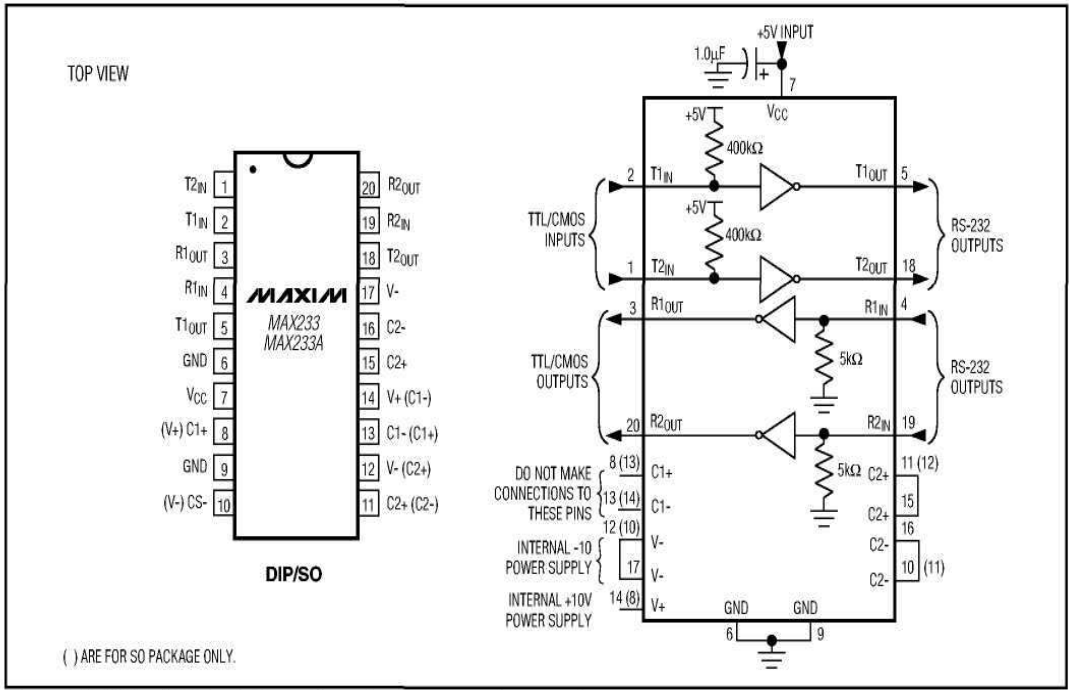 TOP VIEW
T2IN 1
T1IN 2
R1OUT 3
R1IN 4
T1OUT 5
GND 6
VCC 7
(V+) C1+ 8
GND 9
(V-) CS- 10
20 R2OUT
19 R2IN
18 T2OUT
17 V-
16 C2-
15 C2+
14 V+ (C1-)
13 C1- (C1+)
12 V- (C2+)
11 C2+ (C2-)
MAXIM
MAX233
MAX233A
DIP/SO
( ) ARE FOR SO PACKAGE ONLY.
+5V INPUT
1.0µF
+
7
VCC
+5V
400kΩ
2 T1IN
T1OUT 5
+5V
400kΩ
1 T2IN
T2OUT 18
TTL/CMOS
INPUTS
RS-232
OUTPUTS
3 R1OUT
R1IN 4
5kΩ
TTL/CMOS
OUTPUTS
RS-232
OUTPUTS
20 R2OUT
R2IN 19
5kΩ
DO NOT MAKE
CONNECTIONS TO
THESE PINS
8 (13) C1+
13 (14) C1-
INTERNAL -10
POWER SUPPLY
12 (10) V-
17 V-
INTERNAL +10V
POWER SUPPLY
14 (8) V+
C2+ 11 (12)
C2+ 15
C2- 16
C2- 10 (11)
GND GND
6 9